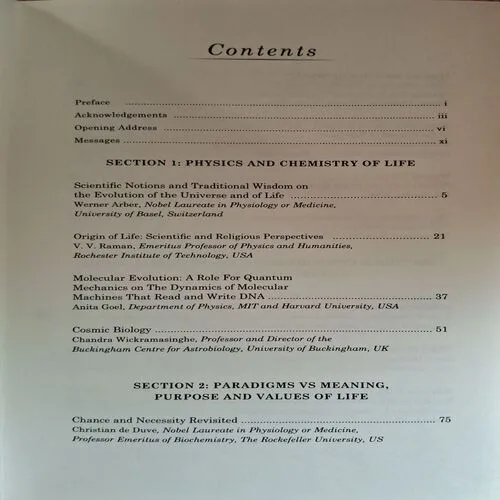 Contents
Preface ........ i
Acknowledgements ........ iii
Opening Address ........ vi
Messages ........ xi
SECTION 1: PHYSICS AND CHEMISTRY OF LIFE
Scientific Notions and Traditional Wisdom on
the Evolution of the Universe and of Life ........ 5
Werner Arber, Nobel Laureate in Physiology or Medicine,
University of Basel, Switzerland
Origin of Life: Scientific and Religious Perspectives ........ 21
V. V. Raman, Emeritus Professor of Physics and Humanities,
Rochester Institute of Technology, USA
Molecular Evolution: A Role For Quantum
Mechanics on The Dynamics of Molecular
Machines That Read and Write DNA ........ 37
Anita Goel, Department of Physics, MIT and Harvard University, USA
Cosmic Biology ........ 51
Chandra Wickramasinghe, Professor and Director of the
Buckingham Centre for Astrobiology, University of Buckingham, UK
SECTION 2: PARADIGMS VS MEANING,
PURPOSE AND VALUES OF LIFE
Chance and Necessity Revisited ........ 75
Christian de Duve, Nobel Laureate in Physiology or Medicine,
Professor Emeritus of Biochemistry, The Rockefeller University, US